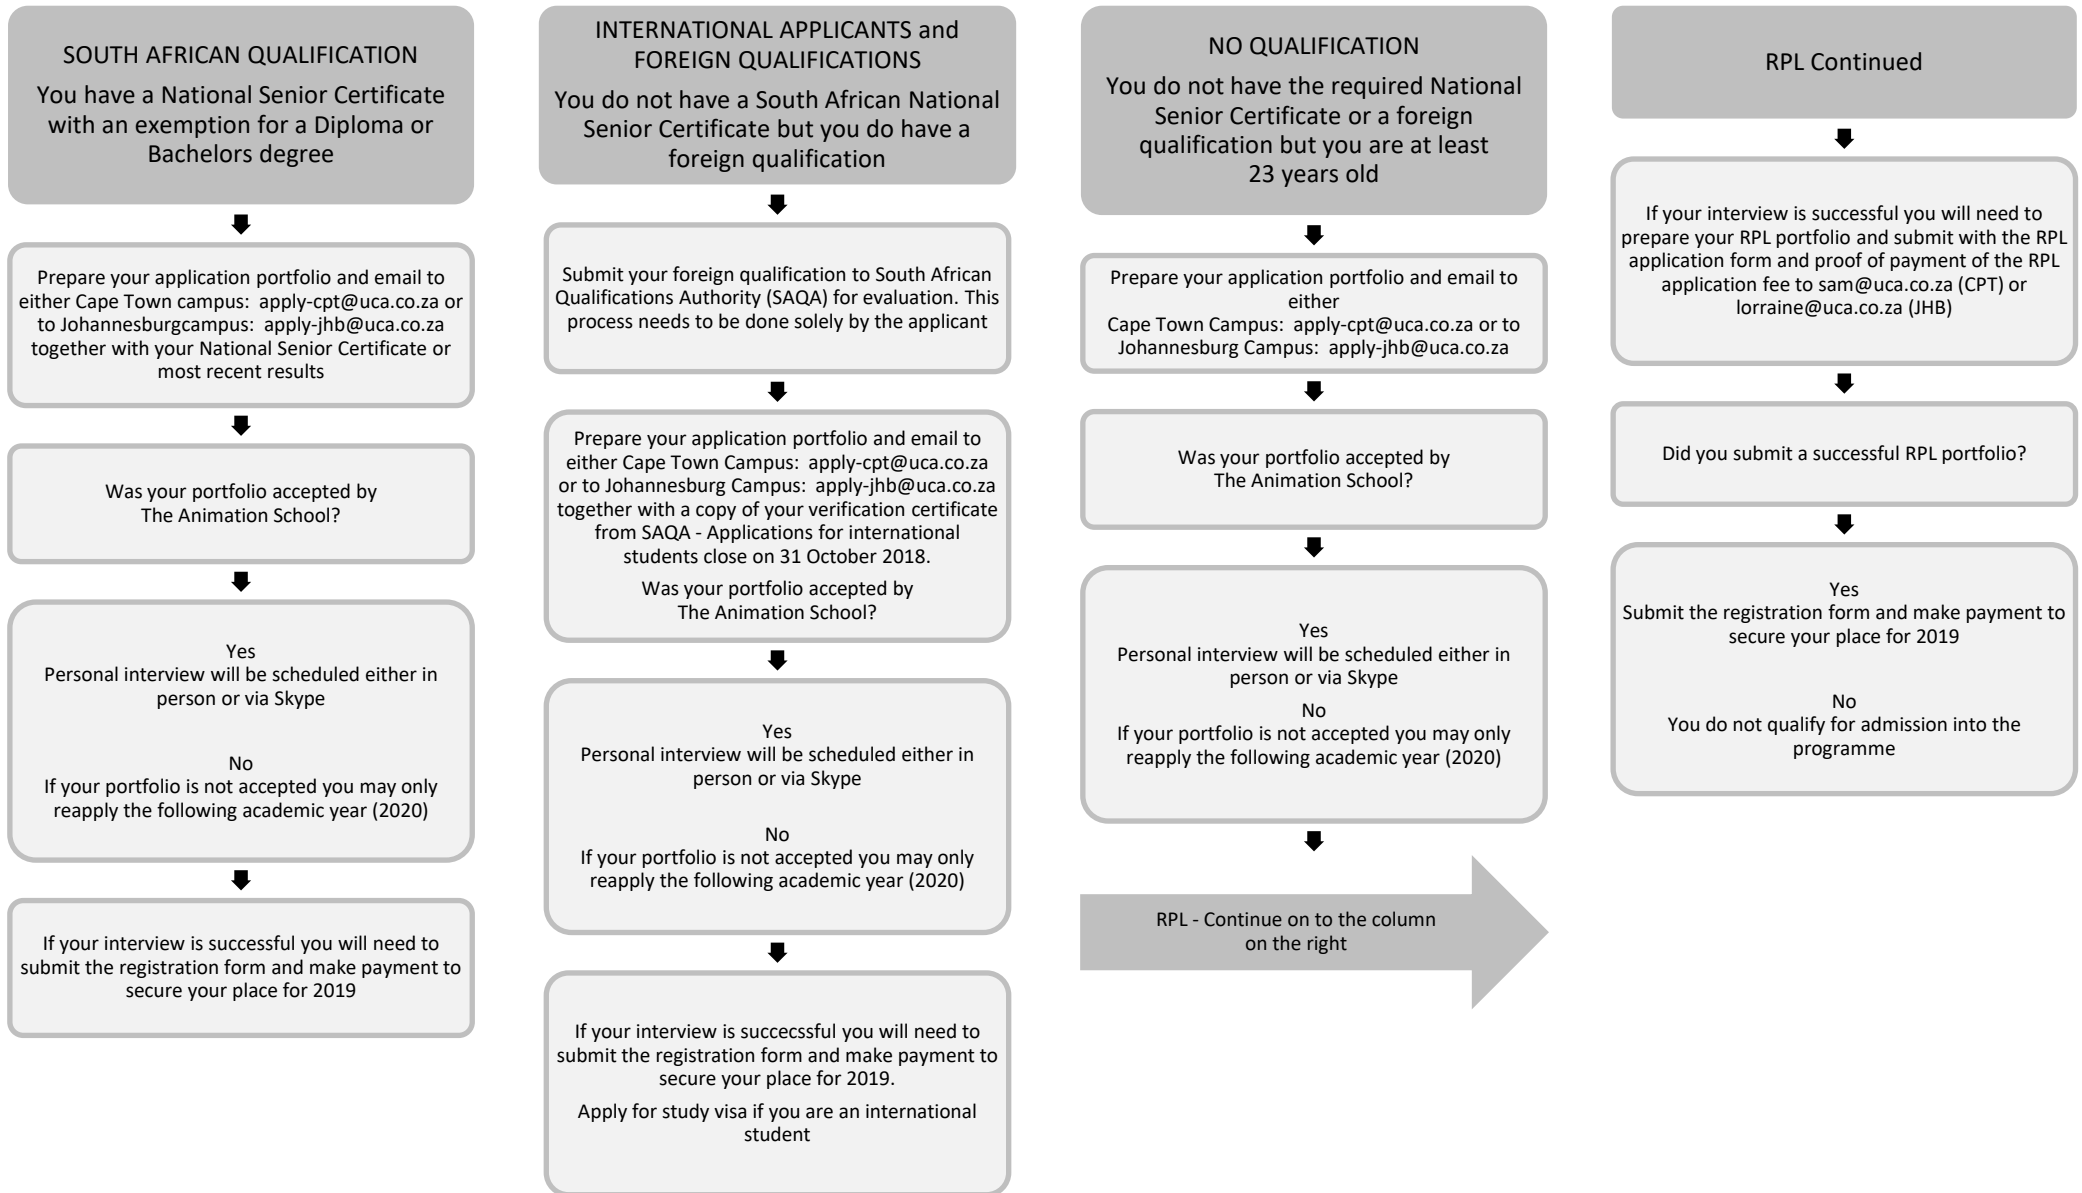 SOUTH AFRICAN QUALIFICATION
You have a National Senior Certificate
with an exemption for a Diploma or
Bachelors degree
Prepare your application portfolio and email to
either Cape Town campus:  apply-cpt@uca.co.za or
to Johannesburgcampus:  apply-jhb@uca.co.za
together with your National Senior Certificate or
most recent results
Was your portfolio accepted by
The Animation School?
Yes
Personal interview will be scheduled either in
person or via Skype
No
If your portfolio is not accepted you may only
reapply the following academic year (2020)
If your interview is successful you will need to
submit the registration form and make payment to
secure your place for 2019
INTERNATIONAL APPLICANTS and
FOREIGN QUALIFICATIONS
You do not have a South African National
Senior Certificate but you do have a
foreign qualification
Submit your foreign qualification to South African
Qualifications Authority (SAQA) for evaluation. This
process needs to be done solely by the applicant
Prepare your application portfolio and email to
either Cape Town Campus:  apply-cpt@uca.co.za
or to Johannesburg Campus:  apply-jhb@uca.co.za
together with a copy of your verification certificate
from SAQA - Applications for international
students close on 31 October 2018.
Was your portfolio accepted by
The Animation School?
Yes
Personal interview will be scheduled either in
person or via Skype
No
If your portfolio is not accepted you may only
reapply the following academic year (2020)
If your interview is succecssful you will need to
submit the registration form and make payment to
secure your place for 2019.
Apply for study visa if you are an international
student
NO QUALIFICATION
You do not have the required National
Senior Certificate or a foreign
qualification but you are at least
23 years old
Prepare your application portfolio and email to
either
Cape Town Campus:  apply-cpt@uca.co.za or to
Johannesburg Campus:  apply-jhb@uca.co.za
Was your portfolio accepted by
The Animation School?
Yes
Personal interview will be scheduled either in
person or via Skype
No
If your portfolio is not accepted you may only
reapply the following academic year (2020)
RPL - Continue on to the column
on the right
RPL Continued
If your interview is successful you will need to
prepare your RPL portfolio and submit with the RPL
application form and proof of payment of the RPL
application fee to sam@uca.co.za (CPT) or
lorraine@uca.co.za (JHB)
Did you submit a successful RPL portfolio?
Yes
Submit the registration form and make payment to
secure your place for 2019
No
You do not qualify for admission into the
programme